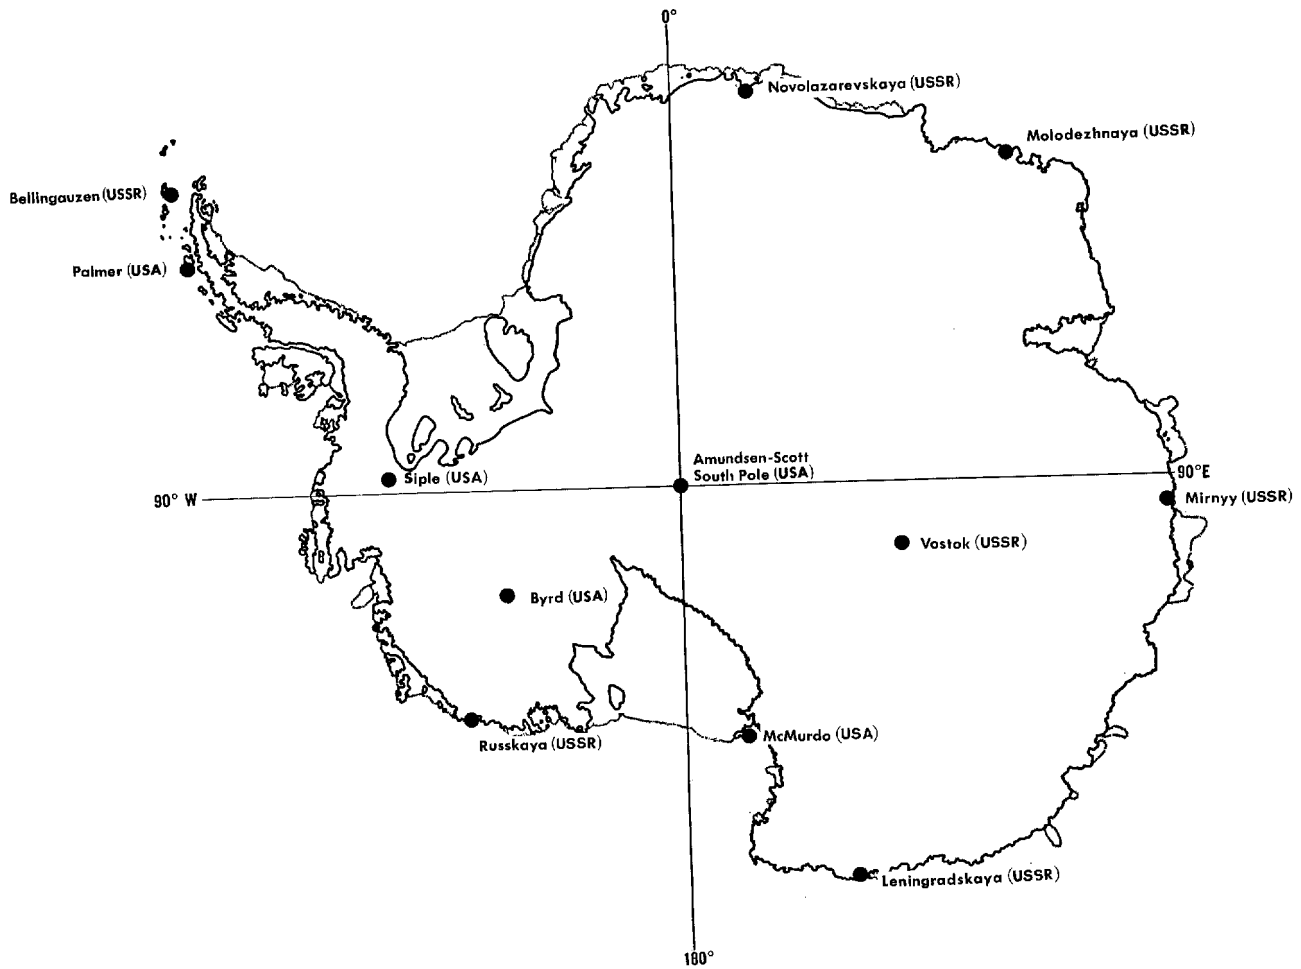 0°
Novolazarevskaya (USSR)
Molodezhnaya (USSR)
Bellingauzen (USSR)
Palmer (USA)
Amundsen-Scott
South Pole (USA)
Siple (USA)
90° W
90°E
Mirnyy (USSR)
Vostok (USSR)
Byrd (USA)
Russkaya (USSR)
McMurdo (USA)
Leningradskaya (USSR)
180°